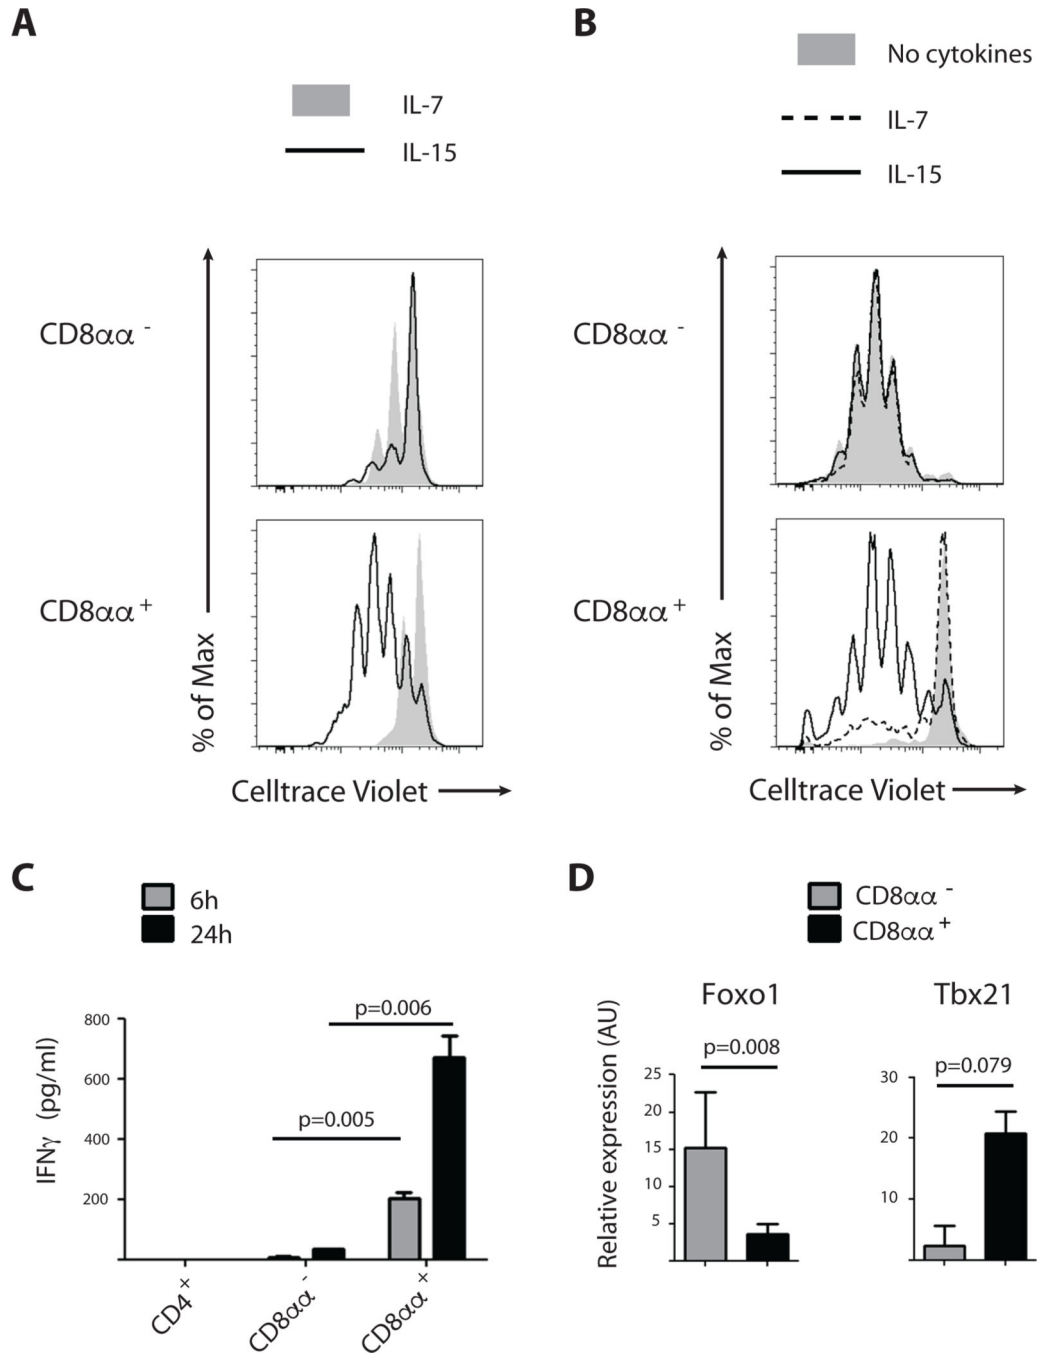 A
IL-7
IL-15
CD8αα -
CD8αα +
% of Max
Celltrace Violet
B
No cytokines
IL-7
IL-15
CD8αα -
CD8αα +
% of Max
Celltrace Violet
C
6h
24h
IFNγ (pg/ml)
800
600
400
200
p=0.006
p=0.005
CD4+
CD8αα -
CD8αα +
D
CD8αα -
CD8αα +
Relative expression (AU)
Foxo1
p=0.008
25
20
15
10
5
Tbx21
p=0.079
30
20
10